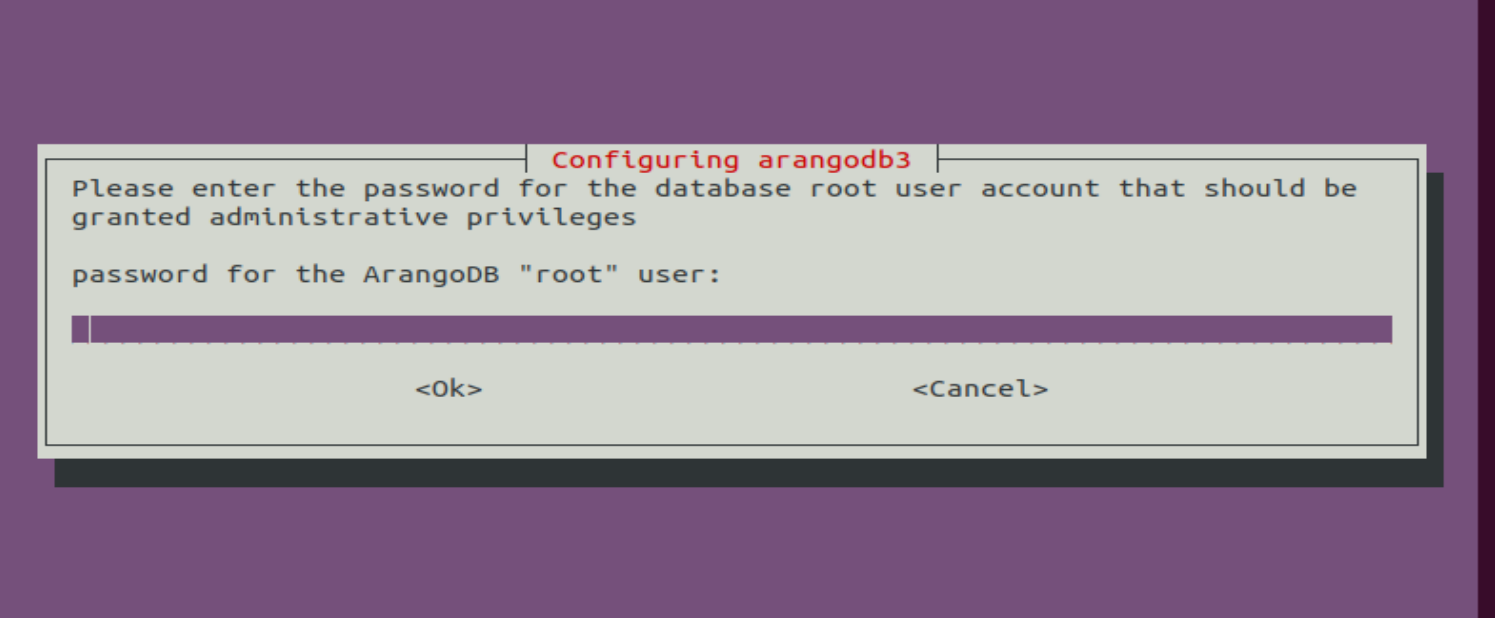 Configuring arangodb3
Please enter the password for the database root user account that should be
granted administrative privileges
password for the ArangoDB "root" user:
<Ok> <Cancel>